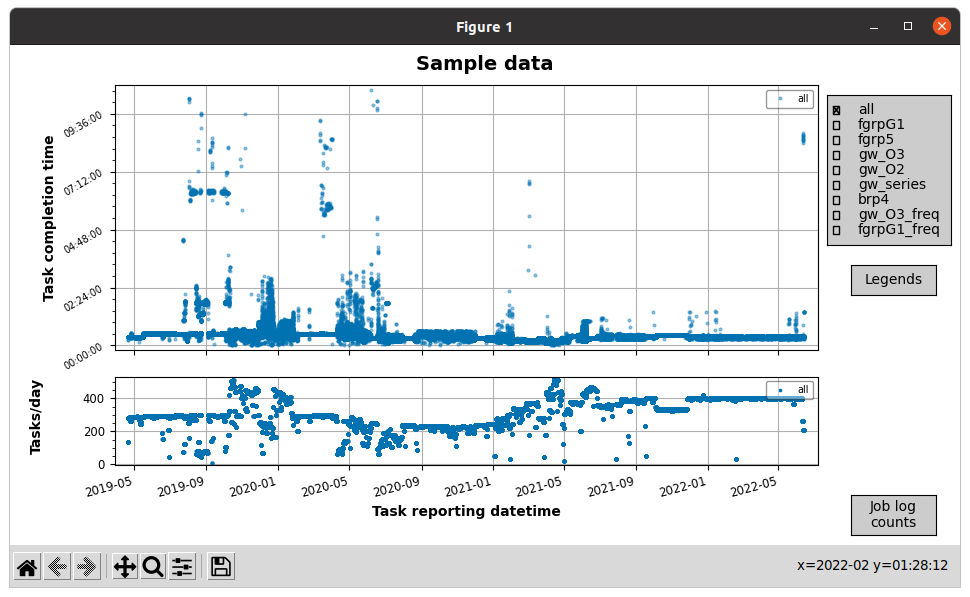 Figure 1
Sample data
Task completion time
09:36:00
07:12:00
04:48:00
02:24:00
00:00:00
all
all
fgrpG1
fgrp5
gw_O3
gw_O2
gw_series
brp4
gw_O3_freq
fgrpG1_freq
Legends
Tasks/day
400
200
0
all
2019-05
2019-09
2020-01
2020-05
2020-09
2021-01
2021-05
2021-09
2022-01
2022-05
Task reporting datetime
Job log
counts
x=2022-02 y=01:28:12